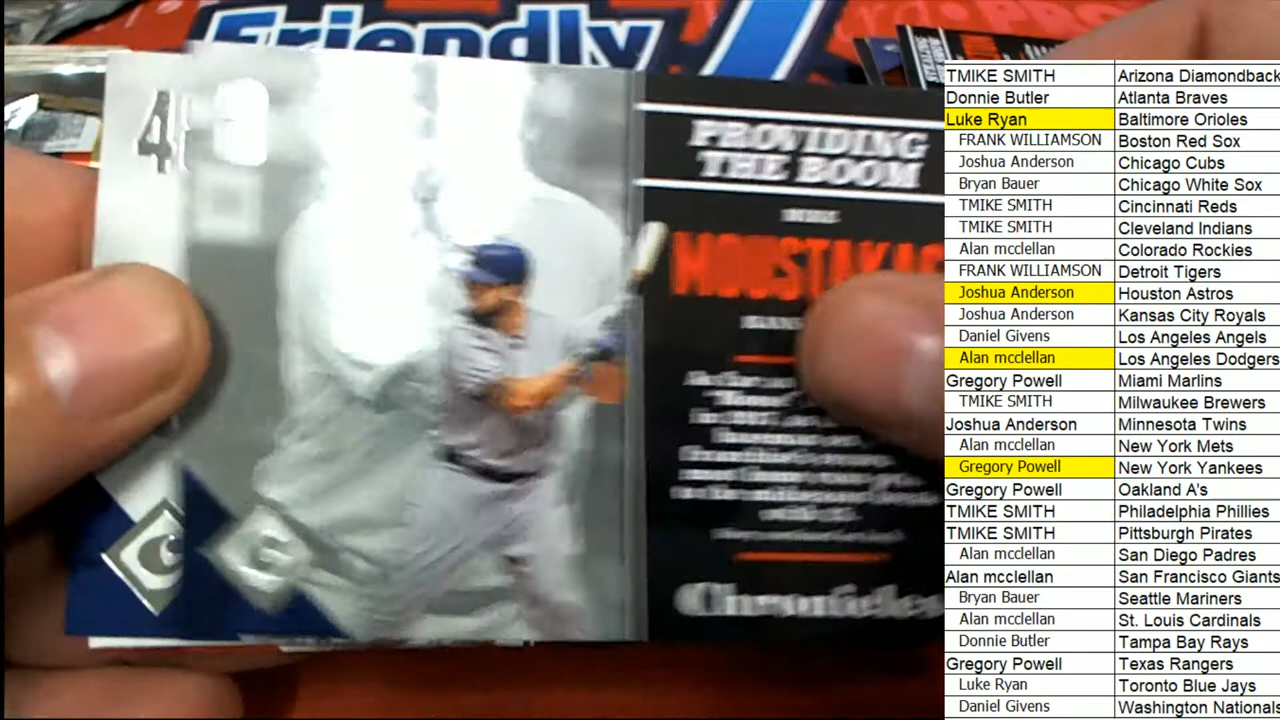 Friendly
4
PROVIDING
THE BOOM
MOUSTAKAS
Chronicles
TMIKE SMITH Arizona Diamondback
Donnie Butler Atlanta Braves
Luke Ryan Baltimore Orioles
FRANK WILLIAMSON Boston Red Sox
Joshua Anderson Chicago Cubs
Bryan Bauer Chicago White Sox
TMIKE SMITH Cincinnati Reds
TMIKE SMITH Cleveland Indians
Alan mcclellan Colorado Rockies
FRANK WILLIAMSON Detroit Tigers
Joshua Anderson Houston Astros
Joshua Anderson Kansas City Royals
Daniel Givens Los Angeles Angels
Alan mcclellan Los Angeles Dodgers
Gregory Powell Miami Marlins
TMIKE SMITH Milwaukee Brewers
Joshua Anderson Minnesota Twins
Alan mcclellan New York Mets
Gregory Powell New York Yankees
Gregory Powell Oakland A's
TMIKE SMITH Philadelphia Phillies
TMIKE SMITH Pittsburgh Pirates
Alan mcclellan San Diego Padres
Alan mcclellan San Francisco Giants
Bryan Bauer Seattle Mariners
Alan mcclellan St. Louis Cardinals
Donnie Butler Tampa Bay Rays
Gregory Powell Texas Rangers
Luke Ryan Toronto Blue Jays
Daniel Givens Washington Nationals